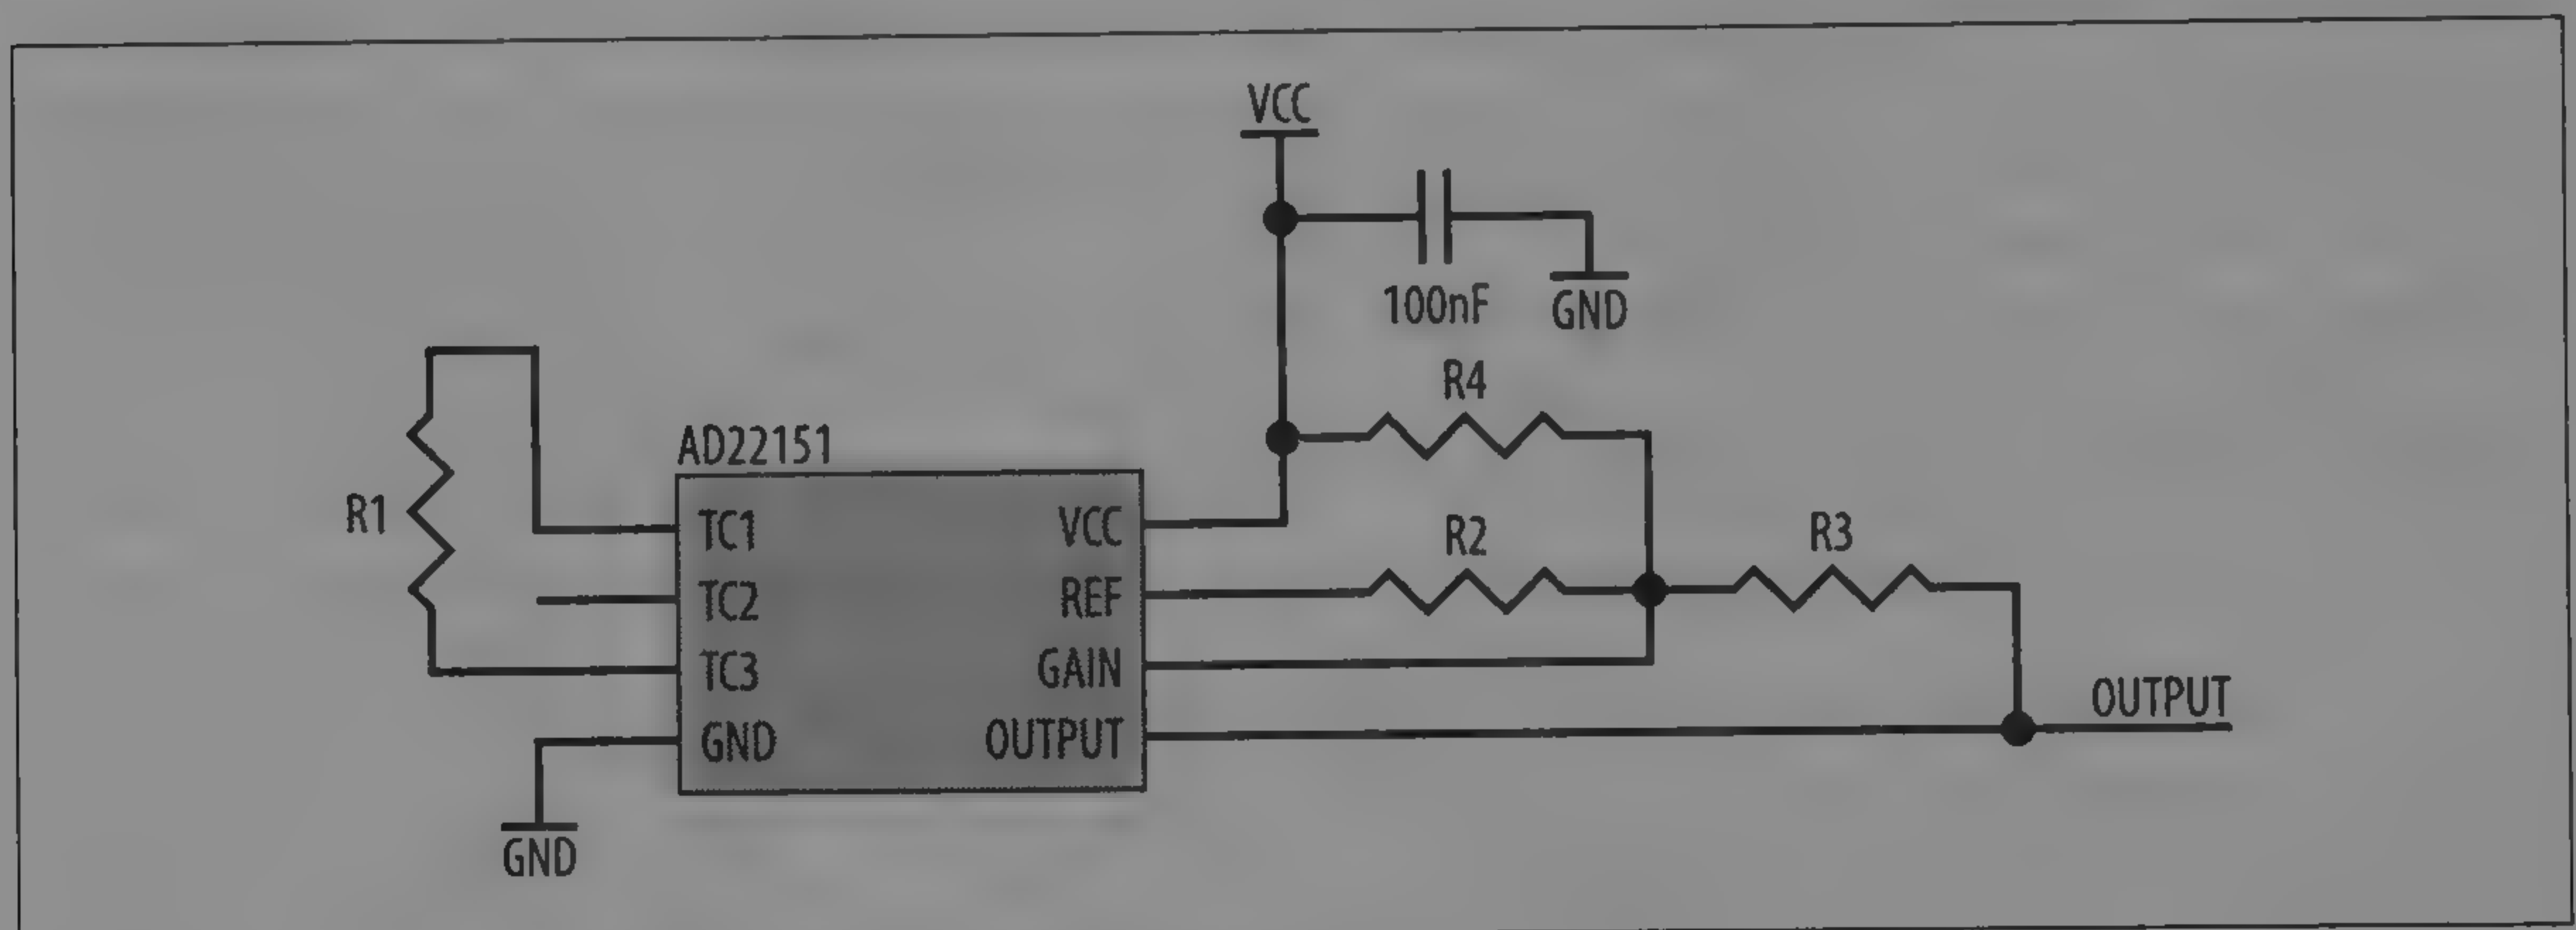 VCC
100nF
GND
R4
AD22151
R1
TC1
VCC
R2
R3
TC2
REF
TC3
GAIN
OUTPUT
GND
OUTPUT
GND